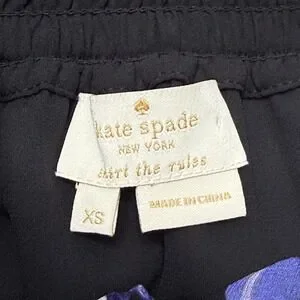 kate spade
NEW YORK
skirt the rules
XS
MADE IN CHINA